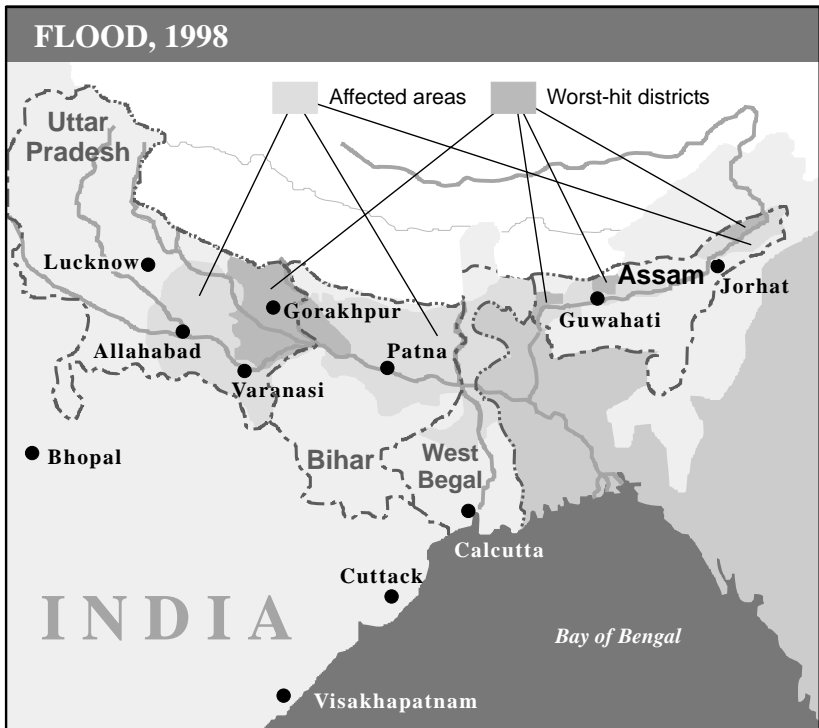 FLOOD, 1998
Affected areas
Worst-hit districts
Uttar
Pradesh
Lucknow
Assam
Jorhat
Gorakhpur
Guwahati
Allahabad
Patna
Varanasi
Bhopal
Bihar
West
Begal
Calcutta
Cuttack
INDIA
Bay of Bengal
Visakhapatnam